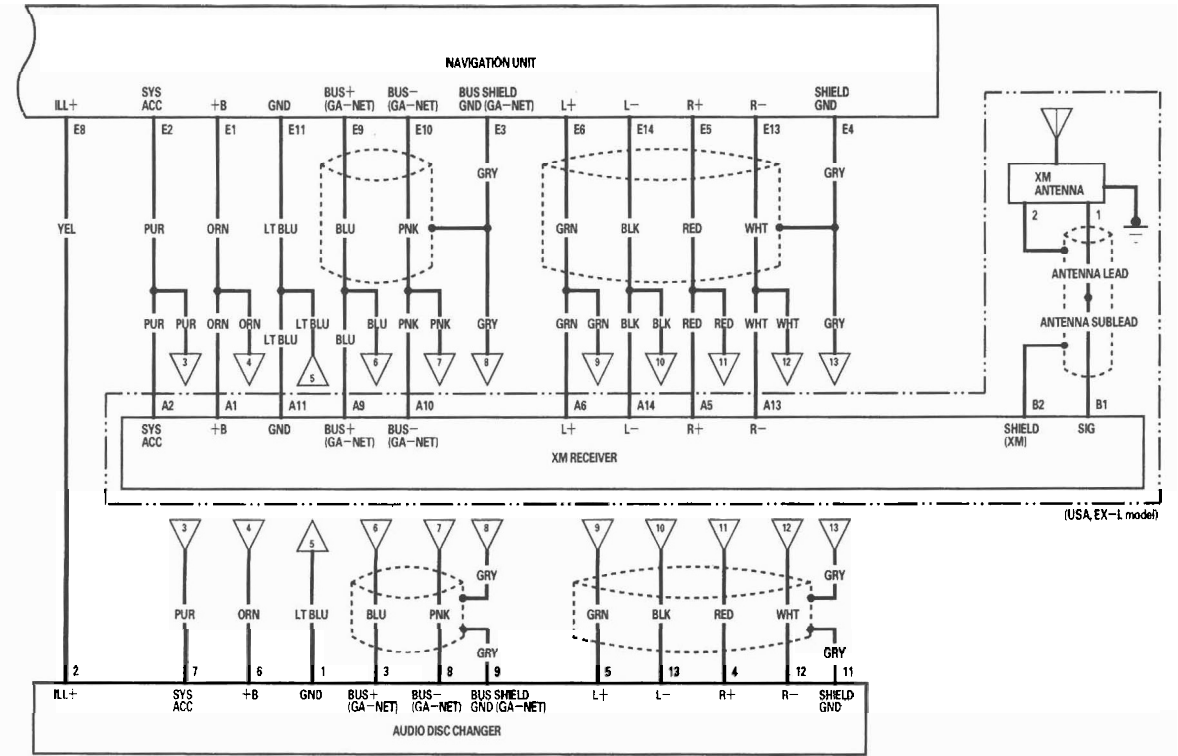 NAVIGATION UNIT
ILL+ SYS ACC +B GND BUS+ (GA-NET) BUS- (GA-NET) BUS SHIELD GND (GA-NET) L+ L- R+ R- SHIELD GND
E8 E2 E1 E11 E9 E10 E3 E6 E14 E5 E13 E4
GRY GRY
XM ANTENNA
2 1
YEL PUR ORN LT BLU BLU PNK GRN BLK RED WHT
ANTENNA LEAD
ANTENNA SUBLEAD
PUR PUR ORN ORN LT BLU BLU PNK PNK GRY GRN GRN BLK BLK RED RED WHT WHT GRY
LT BLU BLU
3 4 5 6 7 8 9 10 11 12 13
A2 A1 A11 A9 A10 A6 A14 A5 A13 B2 B1
SYS ACC +B GND BUS+ (GA-NET) BUS- (GA-NET) L+ L- R+ R- SHIELD (XM) SIG
XM RECEIVER
(USA, EX-L model)
3 4 5 6 7 8 9 10 11 12 13
GRY GRY
PUR ORN LT BLU BLU PNK GRN BLK RED WHT
GRY GRY
2 7 6 1 3 8 9 5 13 4 12 11
ILL+ SYS ACC +B GND BUS+ (GA-NET) BUS- (GA-NET) BUS SHIELD GND (GA-NET) L+ L- R+ R- SHIELD GND
AUDIO DISC CHANGER